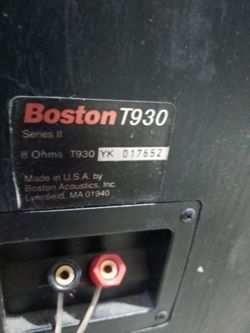 Boston T930
Series II
8 Ohms T930 YK 017652
Made in U.S.A. by
Boston Acoustics, Inc.
Lynnfield, MA 01940